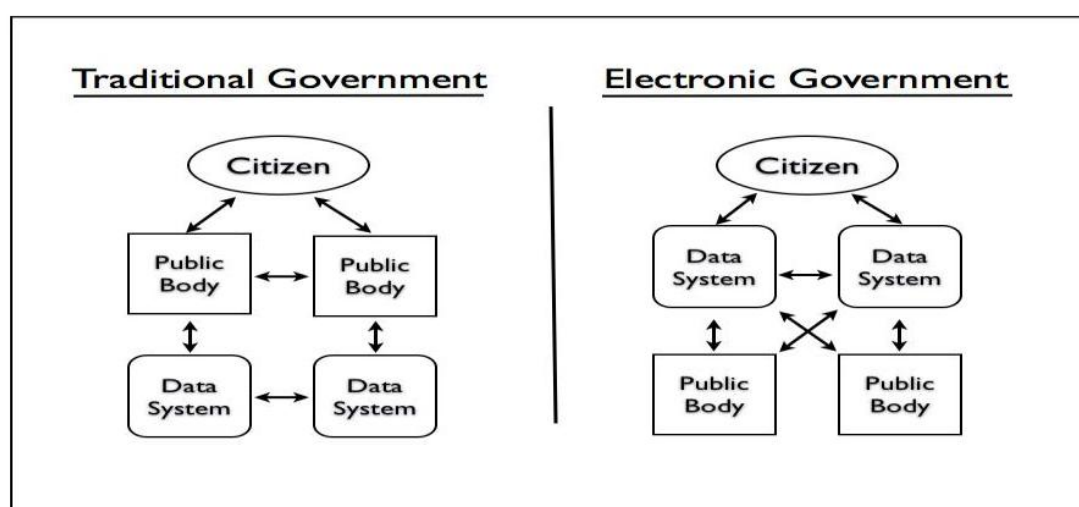 Traditional Government
Citizen
Public
Body
Public
Body
Data
System
Data
System
Electronic Government
Citizen
Data
System
Data
System
Public
Body
Public
Body